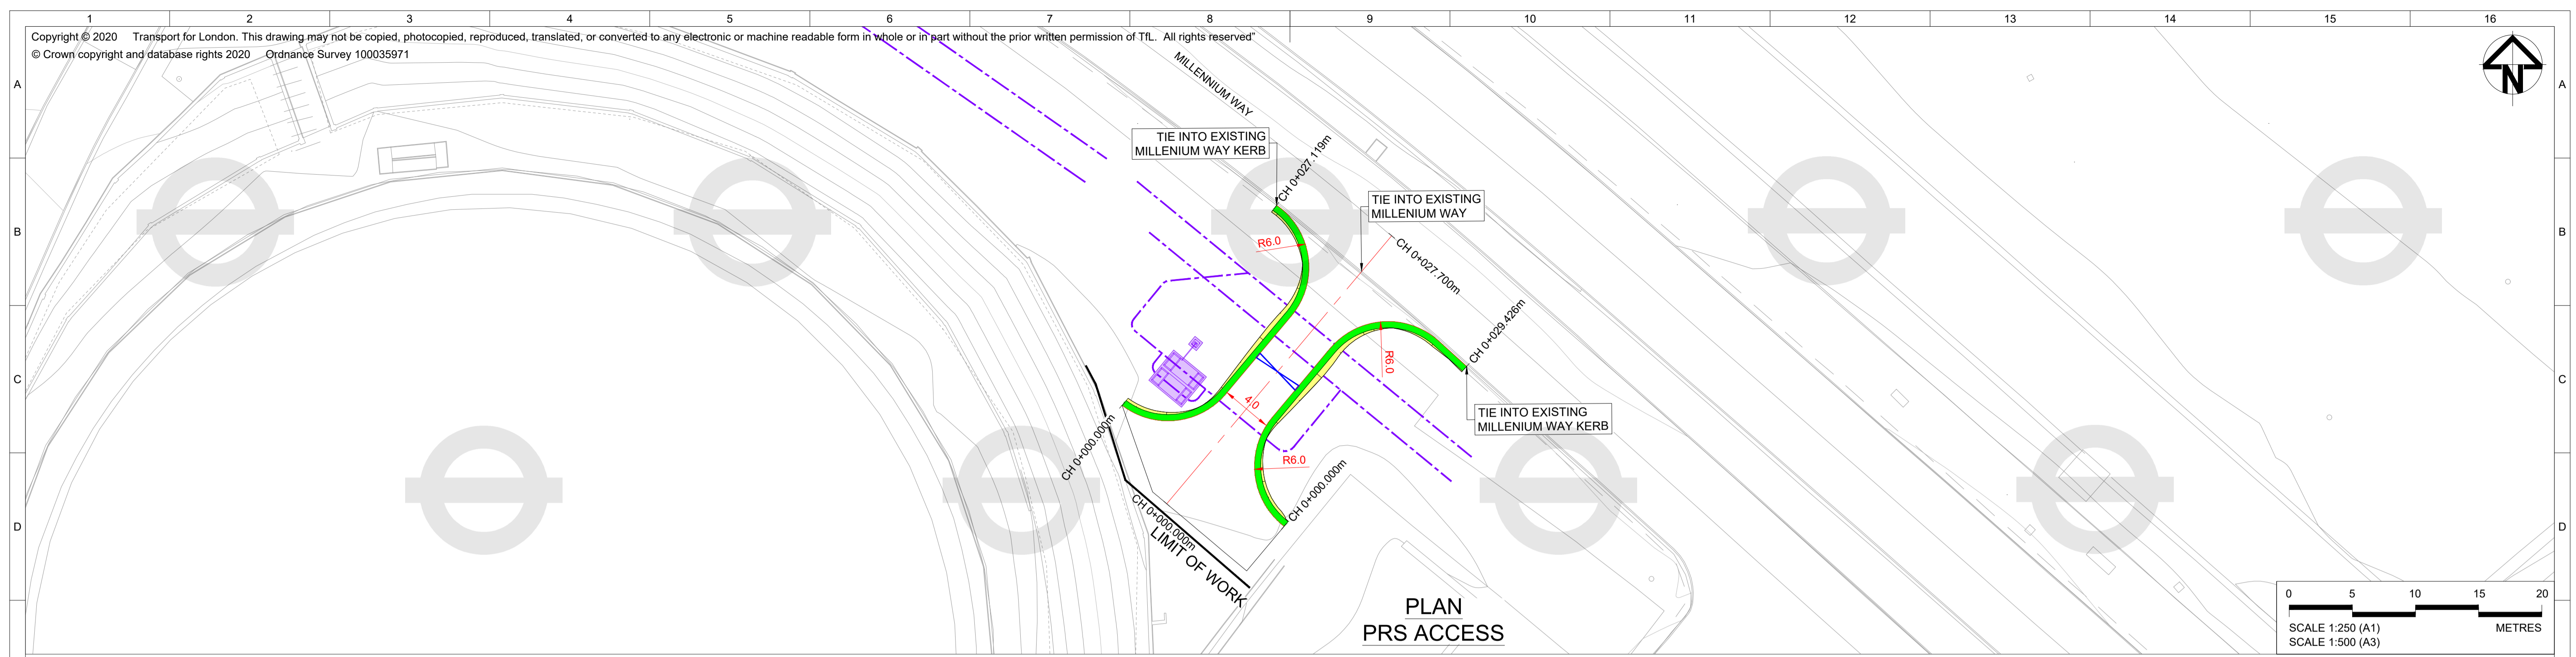 1 2 3 4 5 6 7 8 9 10 11 12 13 14 15 16
Copyright © 2020 Transport for London. This drawing may not be copied, photocopied, reproduced, translated, or converted to any electronic or machine readable form in whole or in part without the prior written permission of TfL. All rights reserved"
© Crown copyright and database rights 2020 Ordnance Survey 100035971
A
A
N
MILLENNIUM WAY
TIE INTO EXISTING
MILLENIUM WAY KERB
CH 0+027.119m
TIE INTO EXISTING
MILLENIUM WAY
B
B
R6.0
CH 0+027.700m
CH 0+029.426m
R6.0
C
C
4.0
TIE INTO EXISTING
MILLENIUM WAY KERB
CH 0+000.000m
R6.0
CH 0+000.000m
CH 0+000.000m
LIMIT OF WORK
D
D
PLAN
PRS ACCESS
0 5 10 15 20
SCALE 1:250 (A1) METRES
SCALE 1:500 (A3)